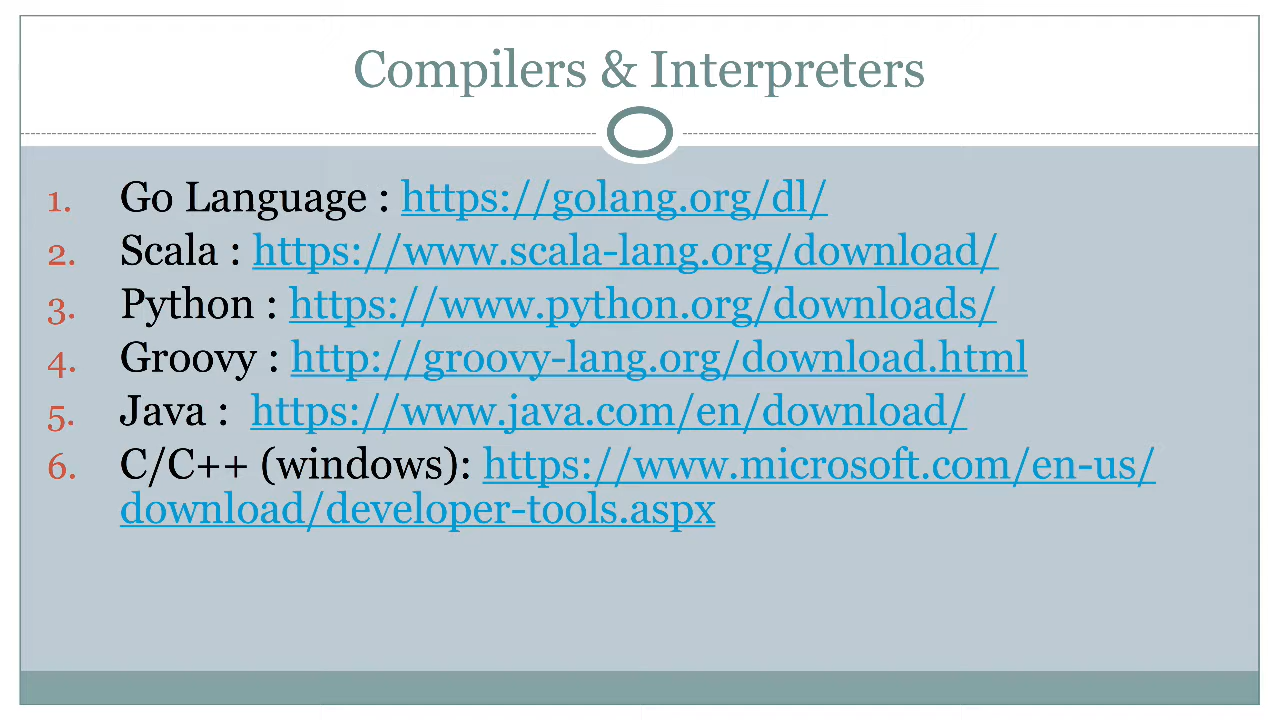 Compilers & Interpreters
1. Go Language : https://golang.org/dl/
2. Scala : https://www.scala-lang.org/download/
3. Python : https://www.python.org/downloads/
4. Groovy : http://groovy-lang.org/download.html
5. Java : https://www.java.com/en/download/
6. C/C++ (windows): https://www.microsoft.com/en-us/
download/developer-tools.aspx